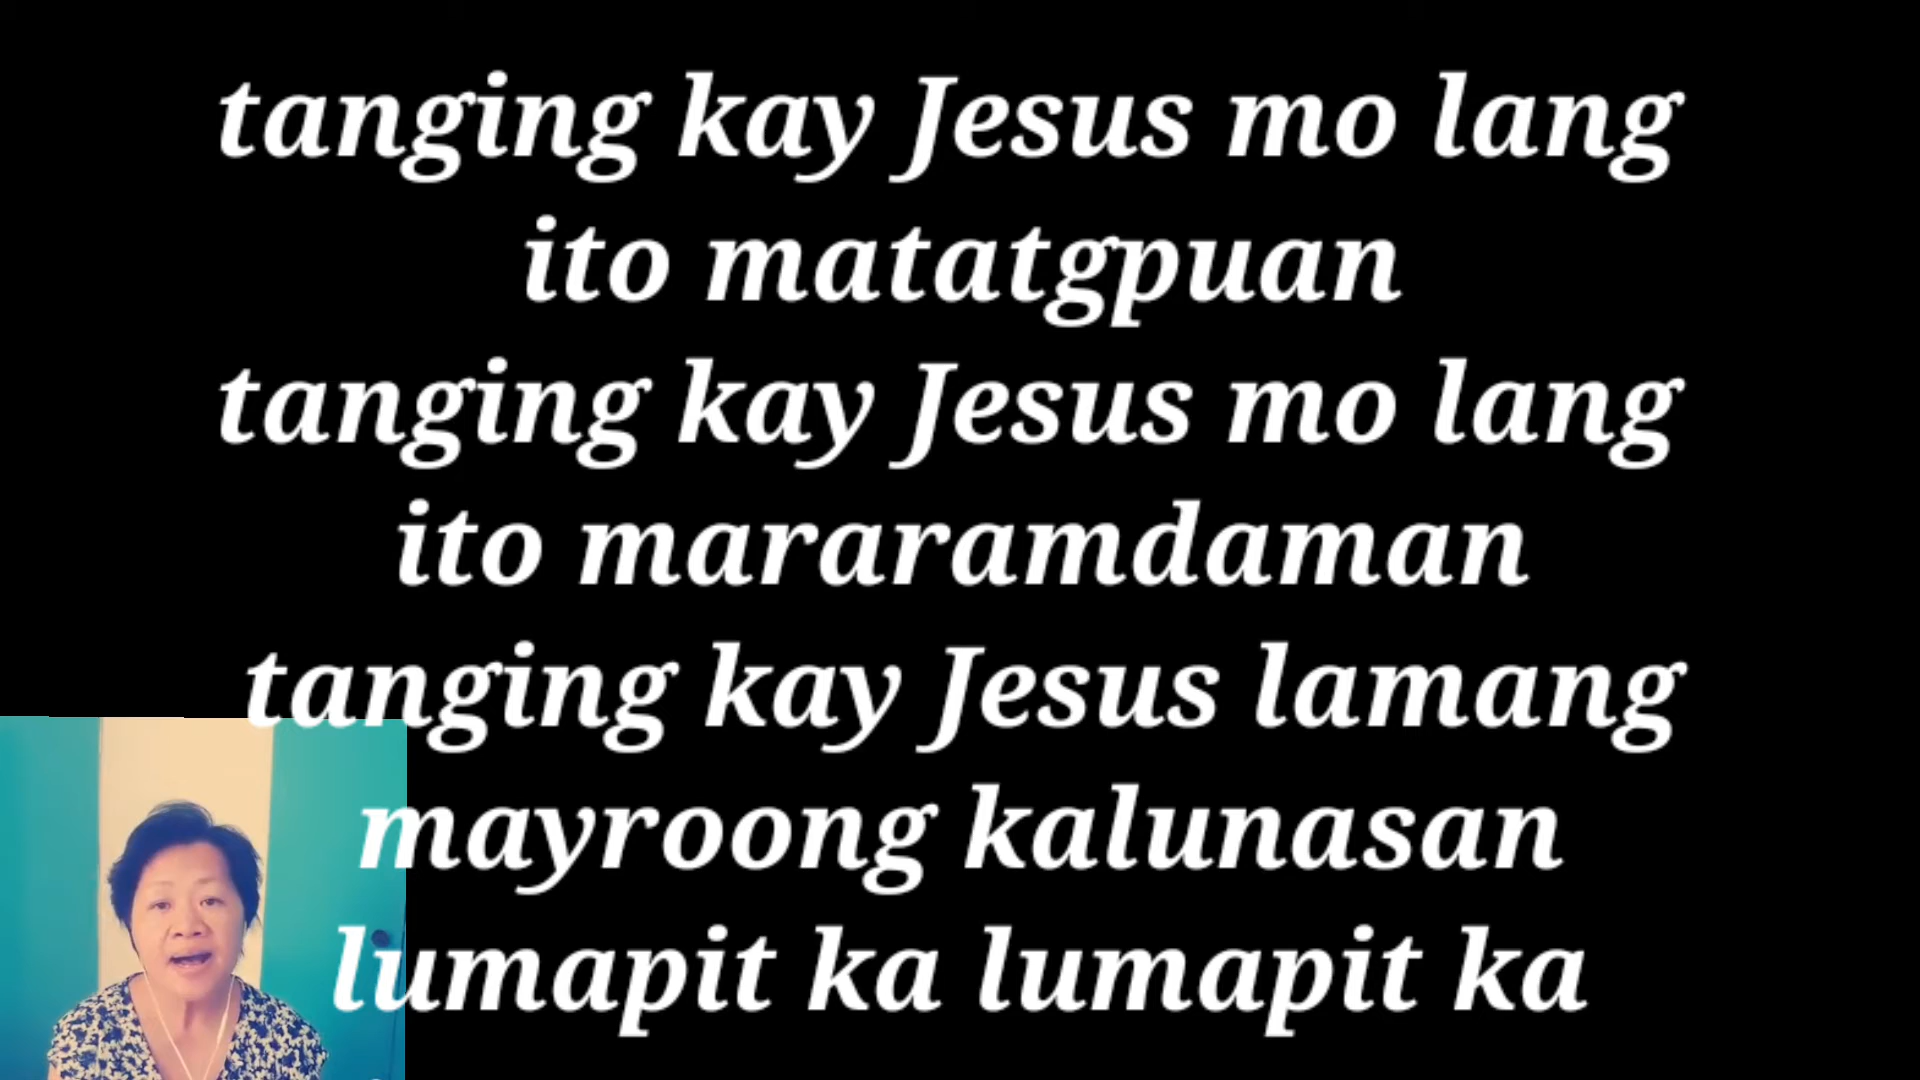 tanging kay Jesus mo lang
ito matatgpuan
tanging kay Jesus mo lang
ito mararamdaman
tanging kay Jesus lamang
mayroong kalunasan
lumapit ka lumapit ka